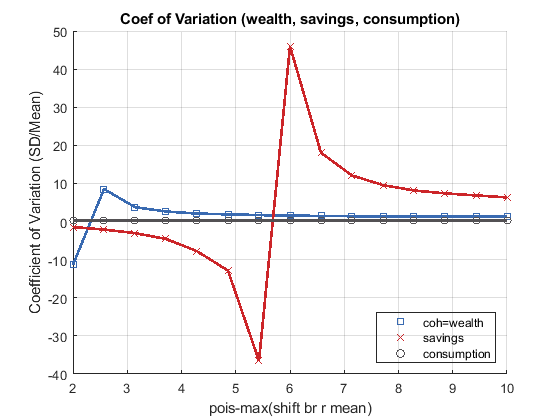 Coef of Variation (wealth, savings, consumption)
Coefficient of Variation (SD/Mean)
50
40
30
20
10
0
-10
-20
-30
-40
2 3 4 5 6 7 8 9 10
pois-max(shift br r mean)
coh=wealth
savings
consumption